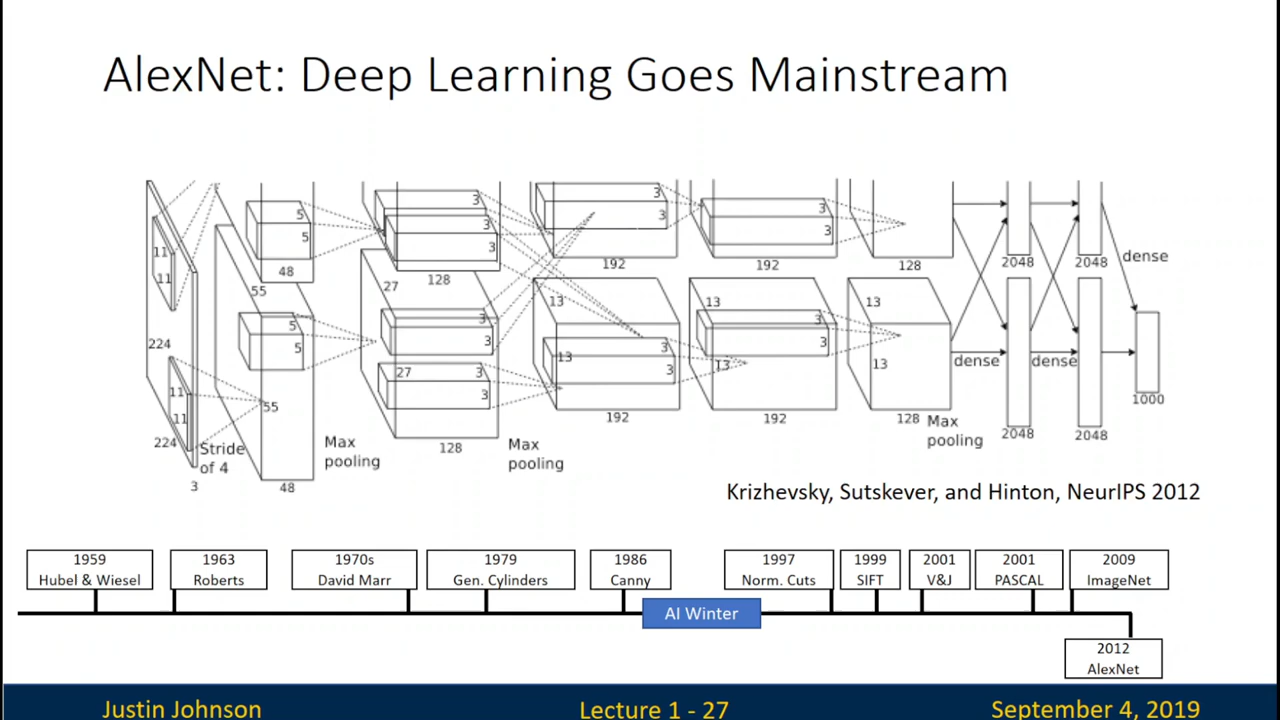 AlexNet: Deep Learning Goes Mainstream
11
11
224
11
11
224
3
Stride
of 4
5
5
48
55
5
5
55
48
Max
pooling
3
3
3
128
27
3
3
27
3
3
128
Max
pooling
3
3
192
13
3
13
3
192
3
3
192
13
3
3
13
192
128
13
13
128
Max
pooling
2048
2048
dense
dense
dense
2048
2048
1000
Krizhevsky, Sutskever, and Hinton, NeurIPS 2012
1959
Hubel & Wiesel
1963
Roberts
1970s
David Marr
1979
Gen. Cylinders
1986
Canny
AI Winter
1997
Norm. Cuts
1999
SIFT
2001
V&J
2001
PASCAL
2009
ImageNet
2012
AlexNet
Justin Johnson
Lecture 1 - 27
September 4, 2019